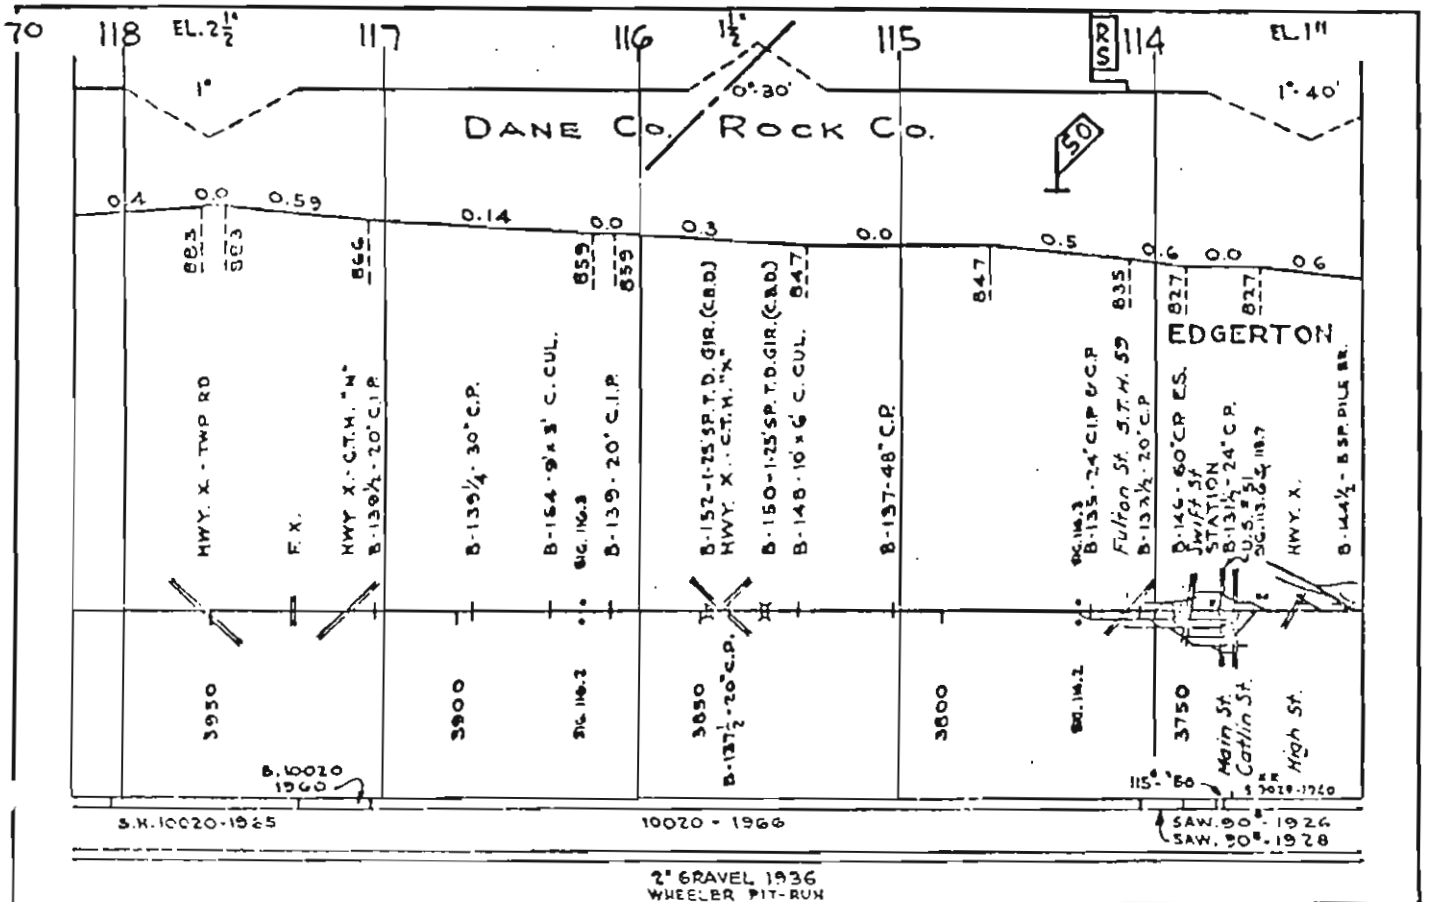 70 118 EL. 2½" 117 116 1½" 115 R S 114 EL. 1"
1° 0°-30' 1°-40'
DANE CO. ROCK CO.
50
0.4 0.0 0.59 0.14 0.0 0.3 0.0 0.5 0.6 0.0 0.6
883 883 866 859 859 847 847 835 827 827
EDGERTON
HWY. X - TWP RD
F. X.
HWY X.- C.T.H. "N"
B-139½ - 20" C.I.P.
B-139¼ - 30" C.P.
B-154 - 9' x 3' C. CUL.
SIG. 116.3
B-139 - 20" C.I.P.
B-152-1-25' SP. T. D. GIR. (C.B.D.)
HWY. X. - C.T.H. "X"
B-150-1-25' SP. T. D. GIR. (C.B.D.)
B-148-10' x 6' C. CUL.
B-137-48" C.P.
SIG. 114.3
B-135 - 24" C.I.P & C.P
Fulton St. S.T.H. 59
B-133½ - 20" C.P
B-146 - 60" C.P. E.S.
Swift St
STATION
B-131½ - 24" C.P.
U.S. #51
HWY. X.
B-144½ - 8 SP. PILE BR.
3950
3900
SIG. 116.2
3850
B-137½ - 20" C.P.
3800
SIG. 114.2
3750
Main St.
Catlin St.
High St.
B. 10020
1960
115# '60
S.H. 10020-1965
10020 - 1966
SAW. 90# - 1926
SAW. 90# - 1928
2" GRAVEL 1936
WHEELER PIT-RUN